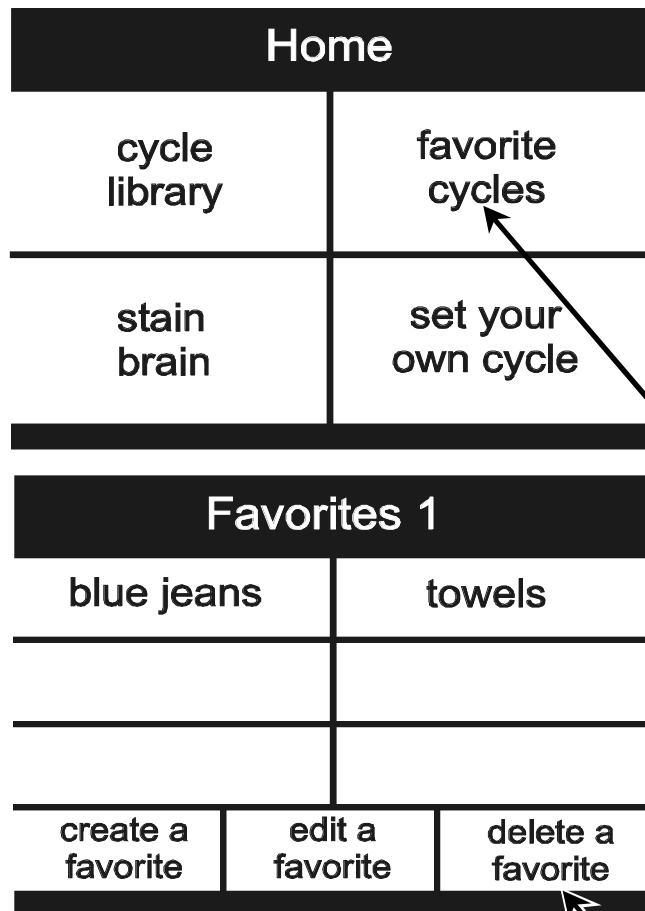 Home
cycle
library
favorite
cycles
stain
brain
set your
own cycle
Favorites 1
blue jeans
towels
create a
favorite
edit a
favorite
delete a
favorite